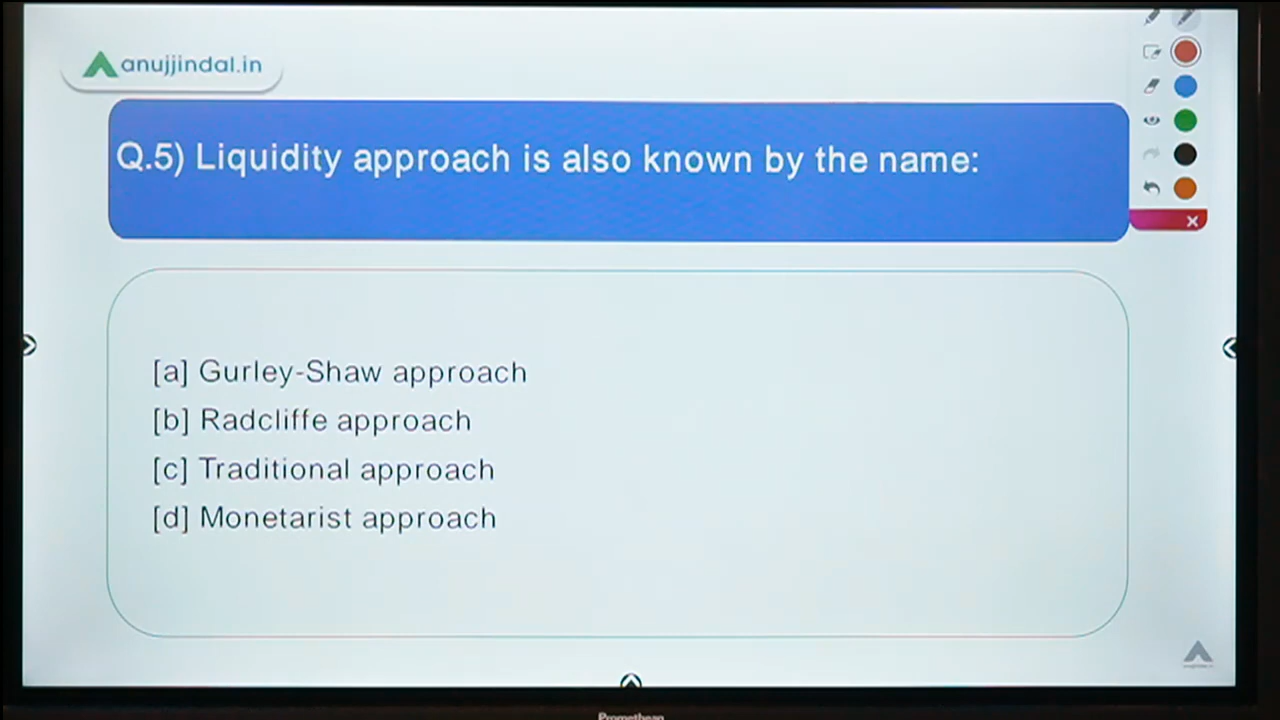 anujjindal.in
Q.5) Liquidity approach is also known by the name:
[a] Gurley-Shaw approach
[b] Radcliffe approach
[c] Traditional approach
[d] Monetarist approach
Promethean